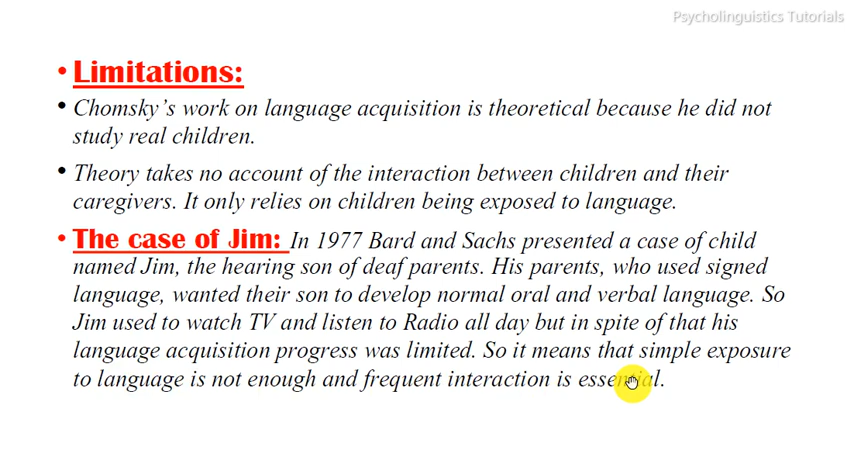 Psycholinguistics Tutorials
• Limitations:
• Chomsky's work on language acquisition is theoretical because he did not
study real children.
• Theory takes no account of the interaction between children and their
caregivers. It only relies on children being exposed to language.
• The case of Jim: In 1977 Bard and Sachs presented a case of child
named Jim, the hearing son of deaf parents. His parents, who used signed
language, wanted their son to develop normal oral and verbal language. So
Jim used to watch TV and listen to Radio all day but in spite of that his
language acquisition progress was limited. So it means that simple exposure
to language is not enough and frequent interaction is essential.